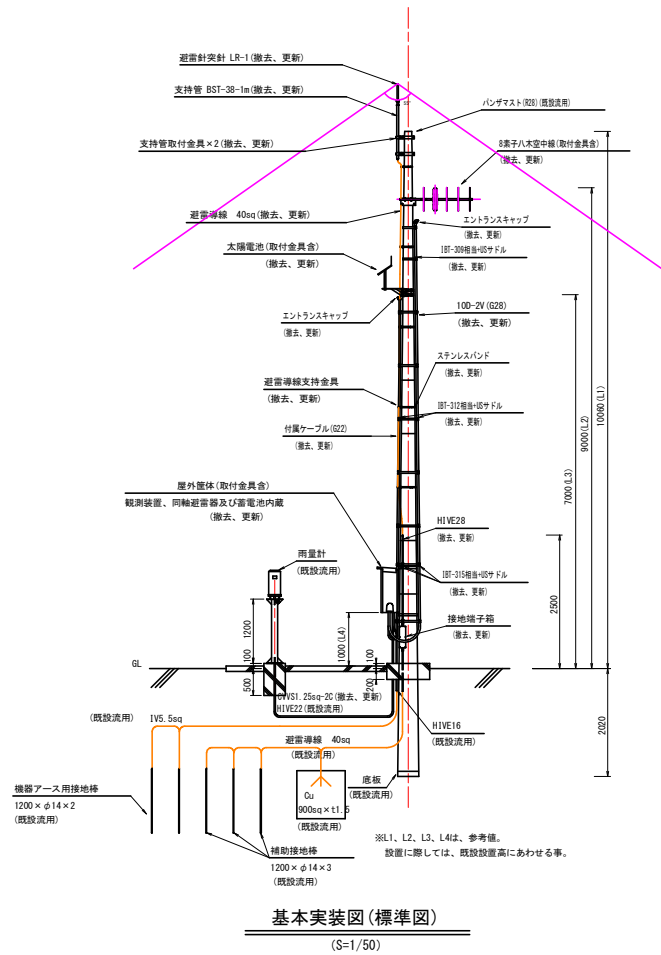 避雷針突針 LR-1(撤去、更新)
支持管 BST-38-1m(撤去、更新)
パンザマスト(R28)(既設流用)
支持管取付金具×2(撤去、更新)
8素子八木空中線(取付金具含)
(撤去、更新)
避雷導線 40sq(撤去、更新)
エントランスキャップ
(撤去、更新)
太陽電池(取付金具含)
(撤去、更新)
IBT-309相当+USサドル
(撤去、更新)
エントランスキャップ
(撤去、更新)
10D-2V(G28)
(撤去、更新)
ステンレスバンド
(撤去、更新)
避雷導線支持金具
(撤去、更新)
IBT-312相当+USサドル
(撤去、更新)
付属ケーブル(G22)
(撤去、更新)
10060(L1)
9000(L2)
7000(L3)
屋外筐体(取付金具含)
観測装置、同軸避雷器及び蓄電池内蔵
(撤去、更新)
HIVE28
(撤去、更新)
雨量計
(既設流用)
IBT-315相当+USサドル
(撤去、更新)
2500
接地端子箱
(撤去、更新)
1200
1000(L4)
100
100
GL
500
200
CVVS1.25sq-2C(撤去、更新)
HIVE22(既設流用)
2020
(既設流用) IV5.5sq
HIVE16
(既設流用)
避雷導線 40sq
(既設流用)
底板
(既設流用)
機器アース用接地棒
1200×φ14×2
(既設流用)
Cu
900sq×t1.5
(既設流用)
補助接地棒
1200×φ14×3
(既設流用)
※L1、L2、L3、L4は、参考値。
設置に際しては、既設設置高にあわせる事。
基本実装図(標準図)
(S=1/50)